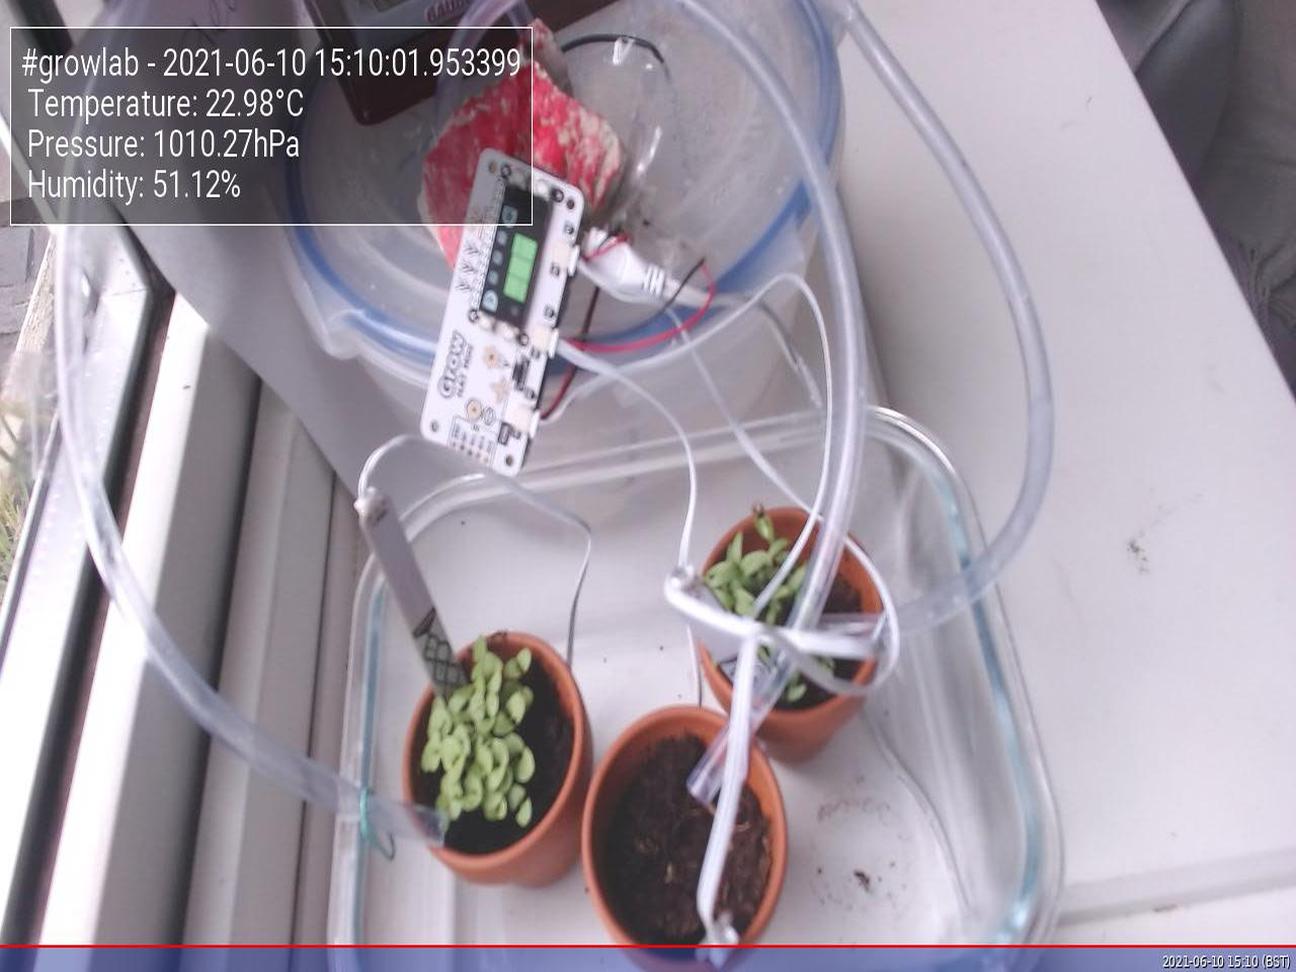 #growlab - 2021-06-10 15:10:01.953399
Temperature: 22.98°C
Pressure: 1010.27hPa
Humidity: 51.12%
GROW
2021-06-10 15:10 (BST)